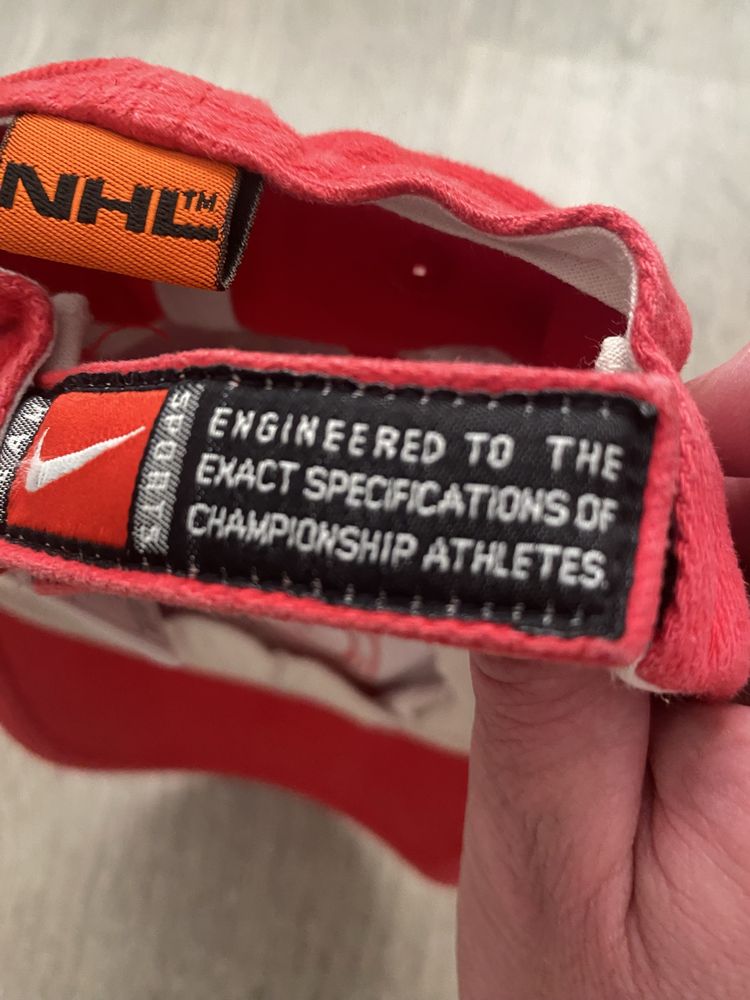 NHL™
SPORTS
ENGINEERED TO THE
EXACT SPECIFICATIONS OF
CHAMPIONSHIP ATHLETES.